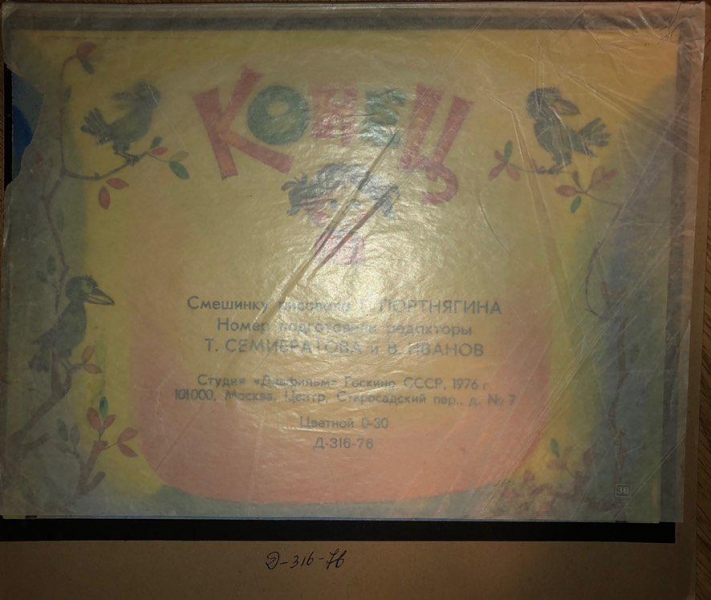 КОНЕЦ
Смешинку рисовала ПОРТНЯГИНА
Номер подготовили редакторы
Т. СЕМИБРАТОВА и В. ИВАНОВ
Студия «Диафильм» Госкино СССР, 1976 г.
101000, Москва, Центр, Старосадский пер., д. № 7
Цветной 0-30
Д-316-76
38
Д-316-76